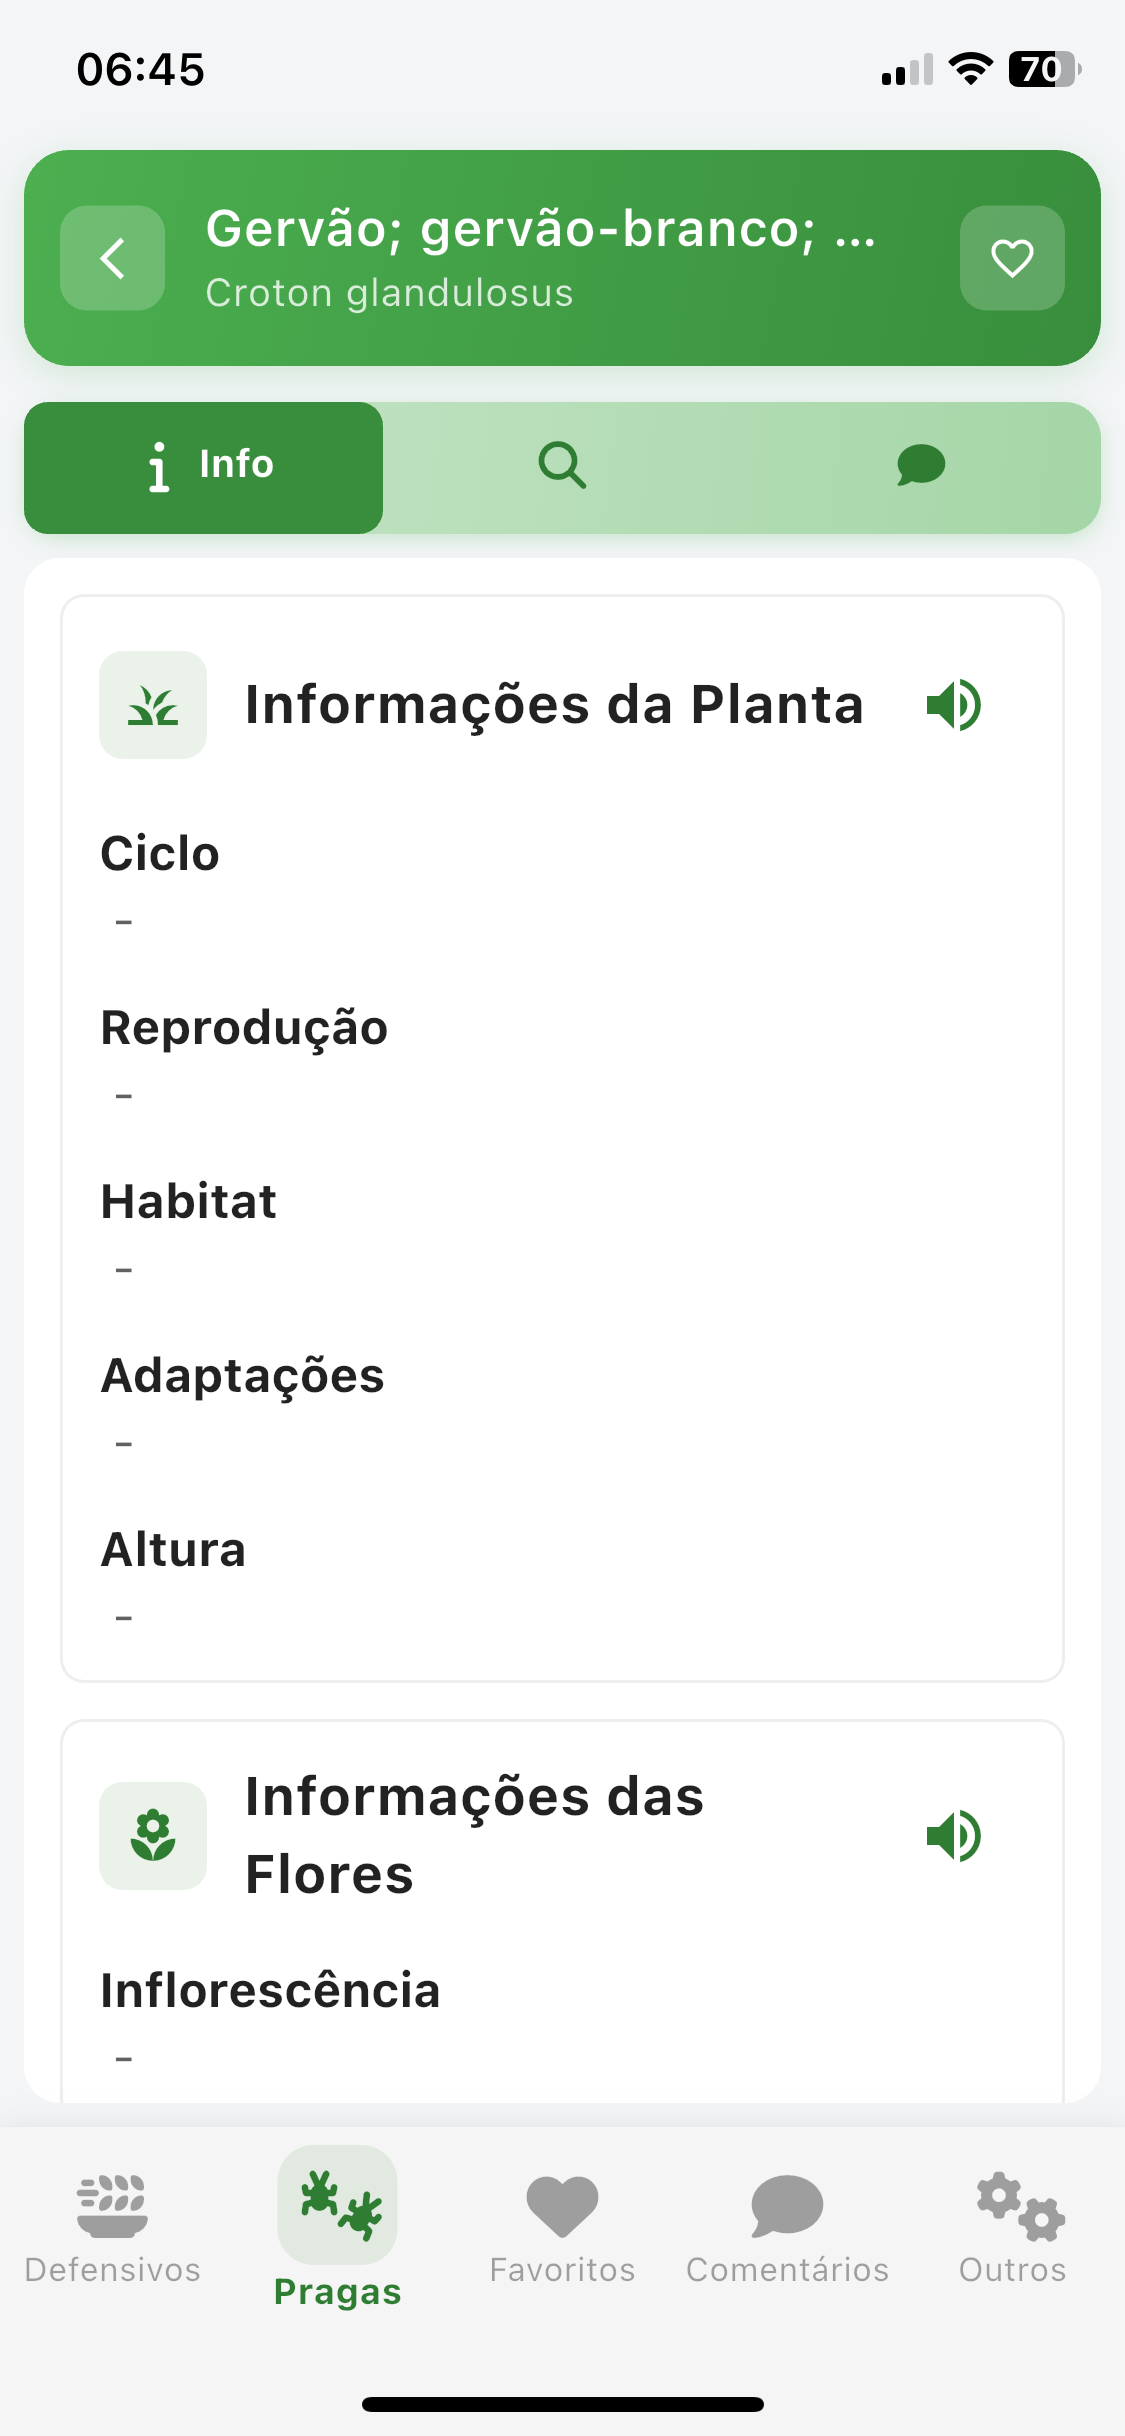 06:45
70
Gervão; gervão-branco; ...
Croton glandulosus
Info
Informações da Planta
Ciclo
-
Reprodução
-
Habitat
-
Adaptações
-
Altura
-
Informações das
Flores
Inflorescência
-
Defensivos
Pragas
Favoritos
Comentários
Outros